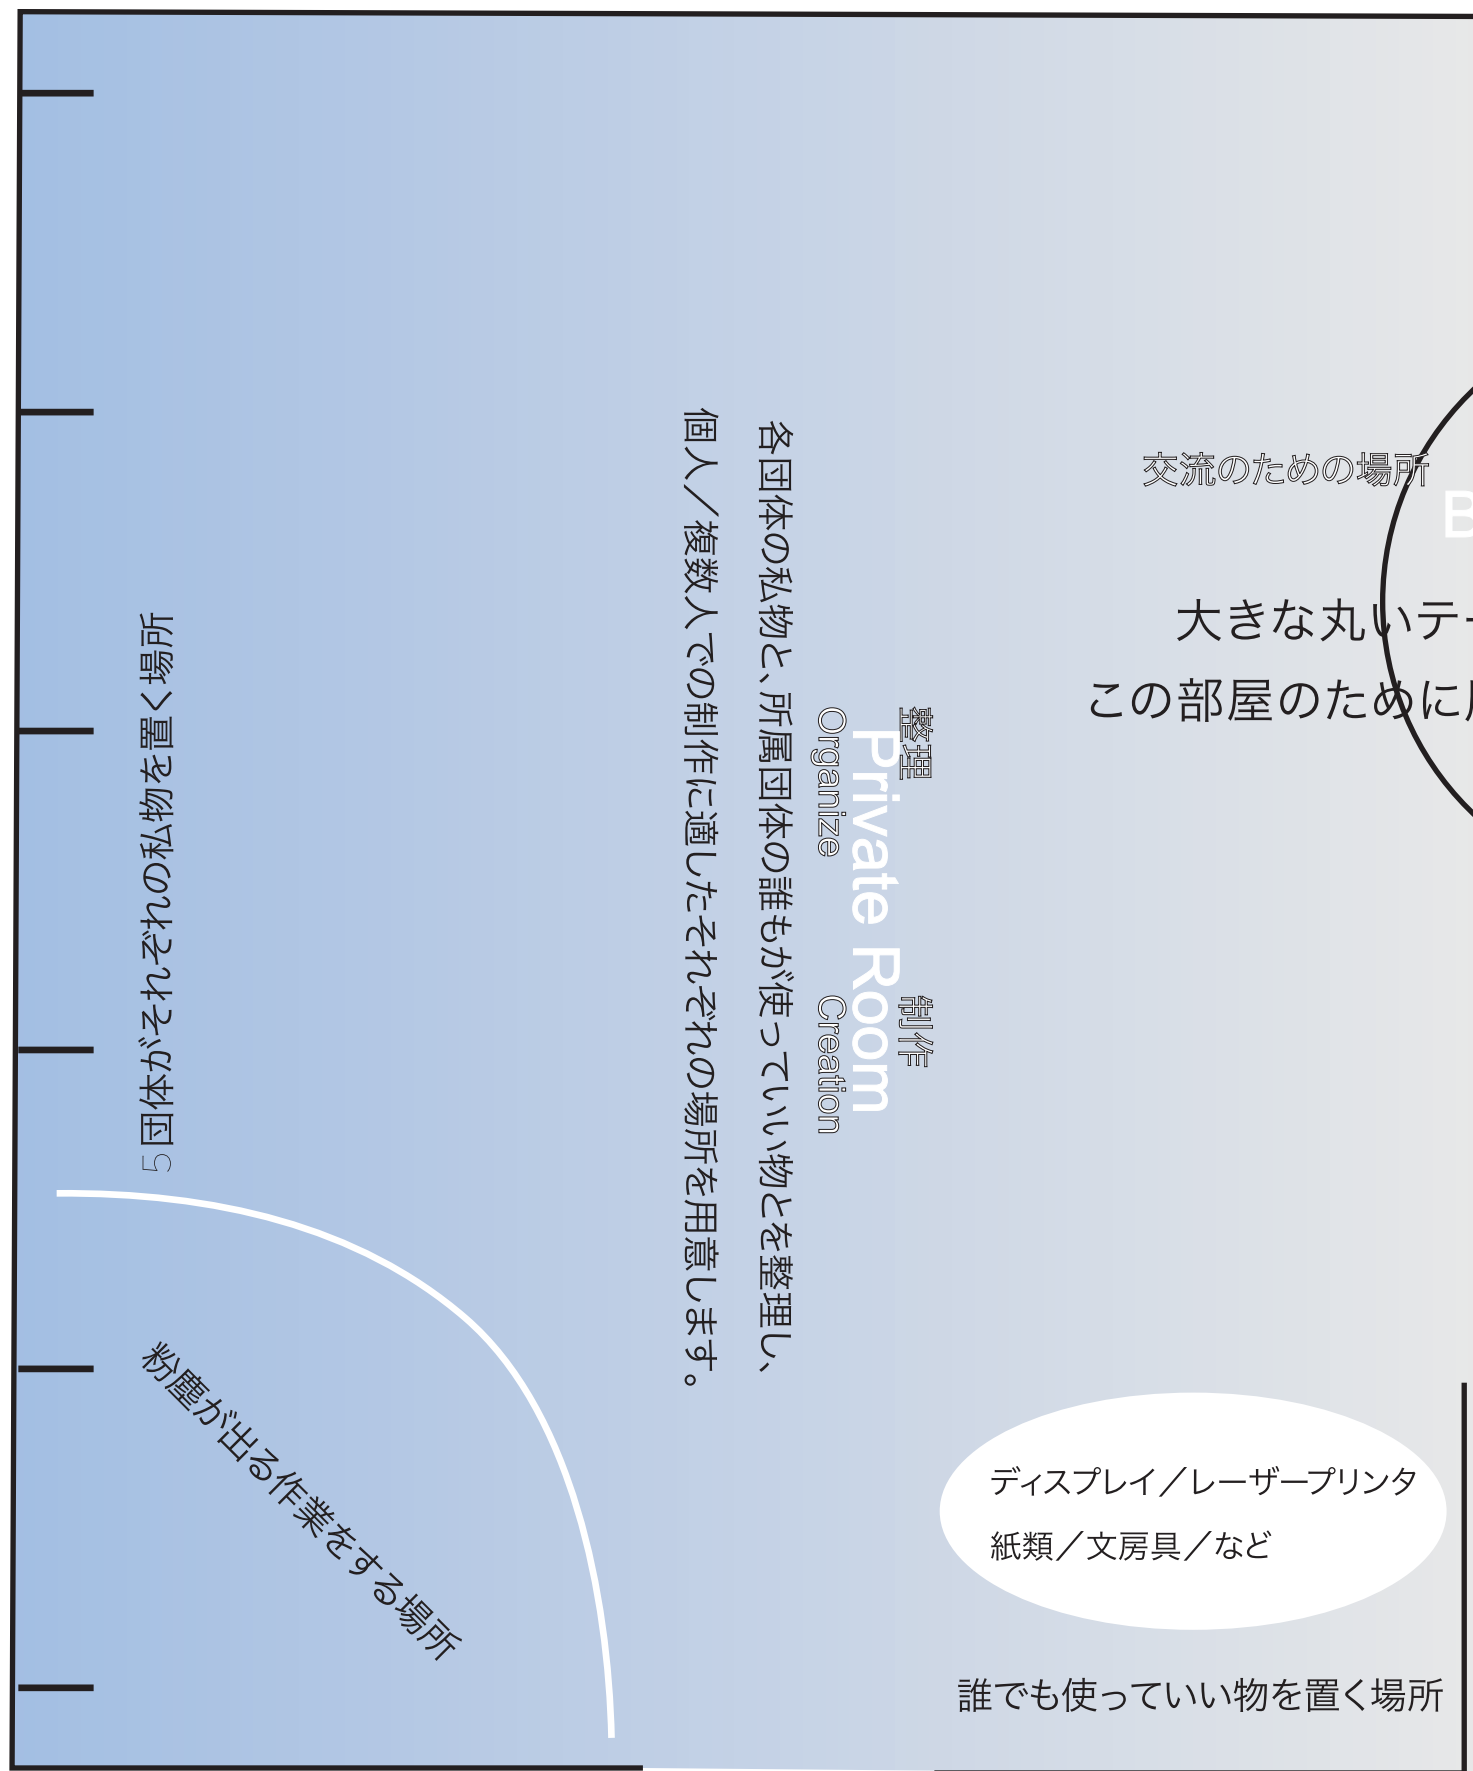 交流のための場所
B
大きな丸いテー
この部屋のために
整理
制作
Private Room
Organize
Creation
各団体の私物と、所属団体の誰もが使っていい物とを整理し、
個人／複数人での制作に適したそれぞれの場所を用意します。
5団体がそれぞれの私物を置く場所
粉塵が出る作業をする場所
ディスプレイ／レーザープリンタ
紙類／文房具／など
誰でも使っていい物を置く場所